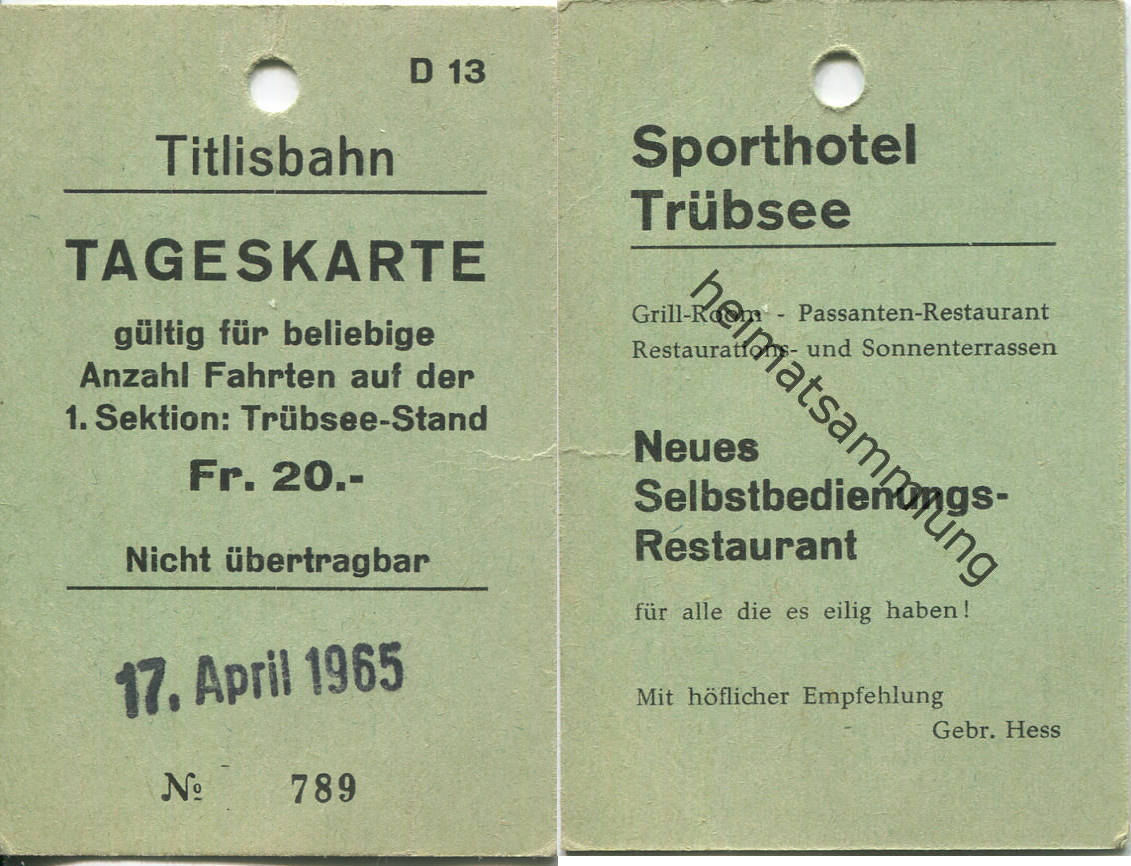 D 13
Titlisbahn
TAGESKARTE
gültig für beliebige
Anzahl Fahrten auf der
1. Sektion: Trübsee-Stand
Fr. 20.-
Nicht übertragbar
17. April 1965
№ 789
Sporthotel
Trübsee
Grill-Room - Passanten-Restaurant
Restaurations- und Sonnenterrassen
Neues
Selbstbedienungs-
Restaurant
für alle die es eilig haben!
Mit höflicher Empfehlung
Gebr. Hess
heimatsammlung